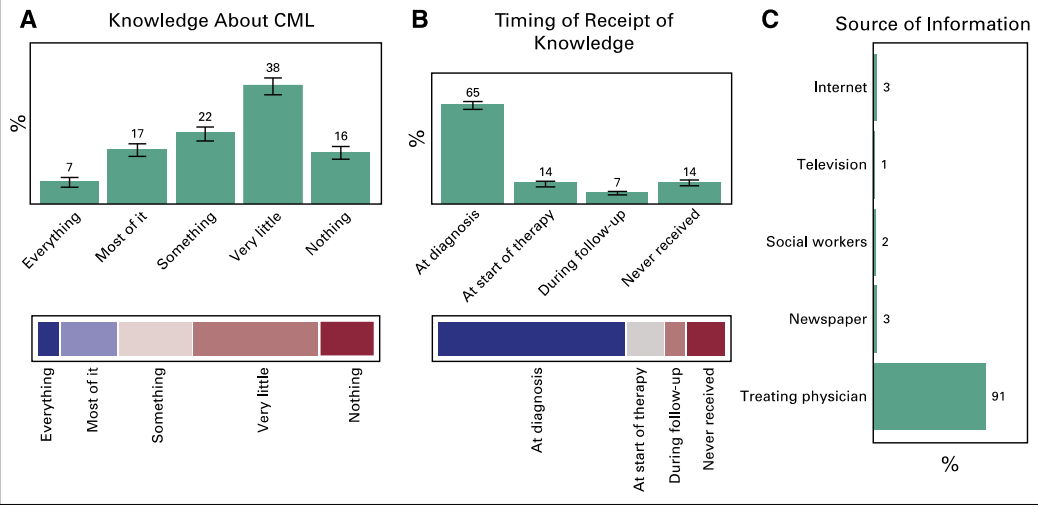 A
Knowledge About CML
%
7
17
22
38
16
Everything
Most of it
Something
Very little
Nothing
Everything
Most of it
Something
Very little
Nothing
B
Timing of Receipt of
Knowledge
%
65
14
7
14
At diagnosis
At start of therapy
During follow-up
Never received
At diagnosis
At start of therapy
During follow-up
Never received
C
Source of Information
Internet 3
Television 1
Social workers 2
Newspaper 3
Treating physician 91
%